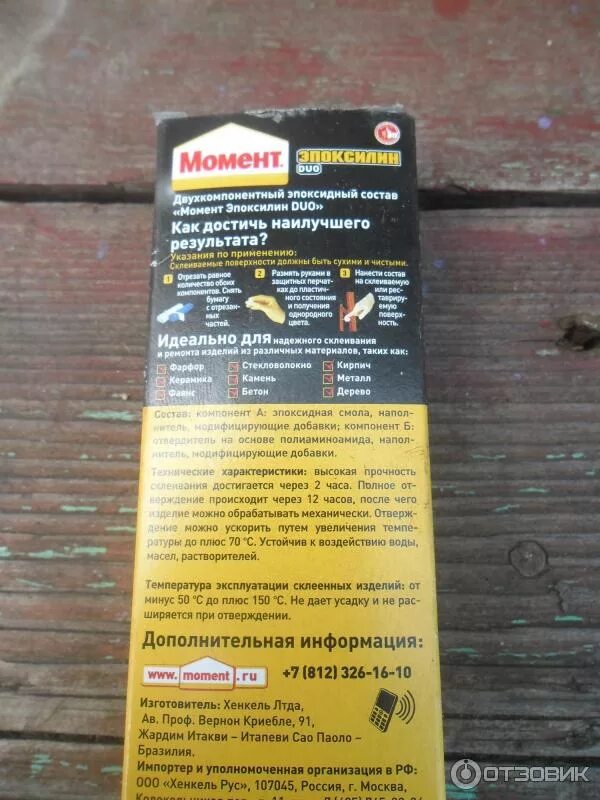 Момент
ЭПОКСИЛИН
DUO
Двухкомпонентный эпоксидный состав
«Момент Эпоксилин DUO»
Как достичь наилучшего
результата?
Указания по применению:
Склеиваемые поверхности должны быть сухими и чистыми.
1 Отрезать равное
количество обоих
компонентов. Снять
бумагу
с отрезан-
ных
частей.
2 Размять руками в
защитных перчат-
ках до пластич-
ного состояния
и получения
однородного
цвета.
3 Нанести состав
на склеиваемую
или рес-
таврируе-
мую
поверх-
ность.
Идеально для надежного склеивания
и ремонта изделий из различных материалов, таких как:
Фарфор Стекловолокно Кирпич
Керамика Камень Металл
Фаянс Бетон Дерево
Состав: компонент А: эпоксидная смола, напол-
нитель, модифицирующие добавки; компонент Б:
отвердитель на основе полиаминоамида, напол-
нитель, модифицирующие добавки.
Технические характеристики: высокая прочность
склеивания достигается через 2 часа. Полное от-
верждение происходит через 12 часов, после чего
изделие можно обрабатывать механически. Отверж-
дение можно ускорить путем увеличения темпе-
ратуры до плюс 70 °С. Устойчив к воздействию воды,
масел, растворителей.
Температура эксплуатации склеенных изделий: от
минус 50 °С до плюс 150 °С. Не дает усадку и не рас-
ширяется при отверждении.
Дополнительная информация:
www.moment.ru +7 (812) 326-16-10
Изготовитель: Хенкель Лтда,
Ав. Проф. Вернон Криебле, 91,
Жардим Итакви – Итапеви Сао Паоло –
Бразилия.
Импортер и уполномоченная организация в РФ:
ООО «Хенкель Рус», 107045, Россия, г. Москва,
ОТЗОВИК